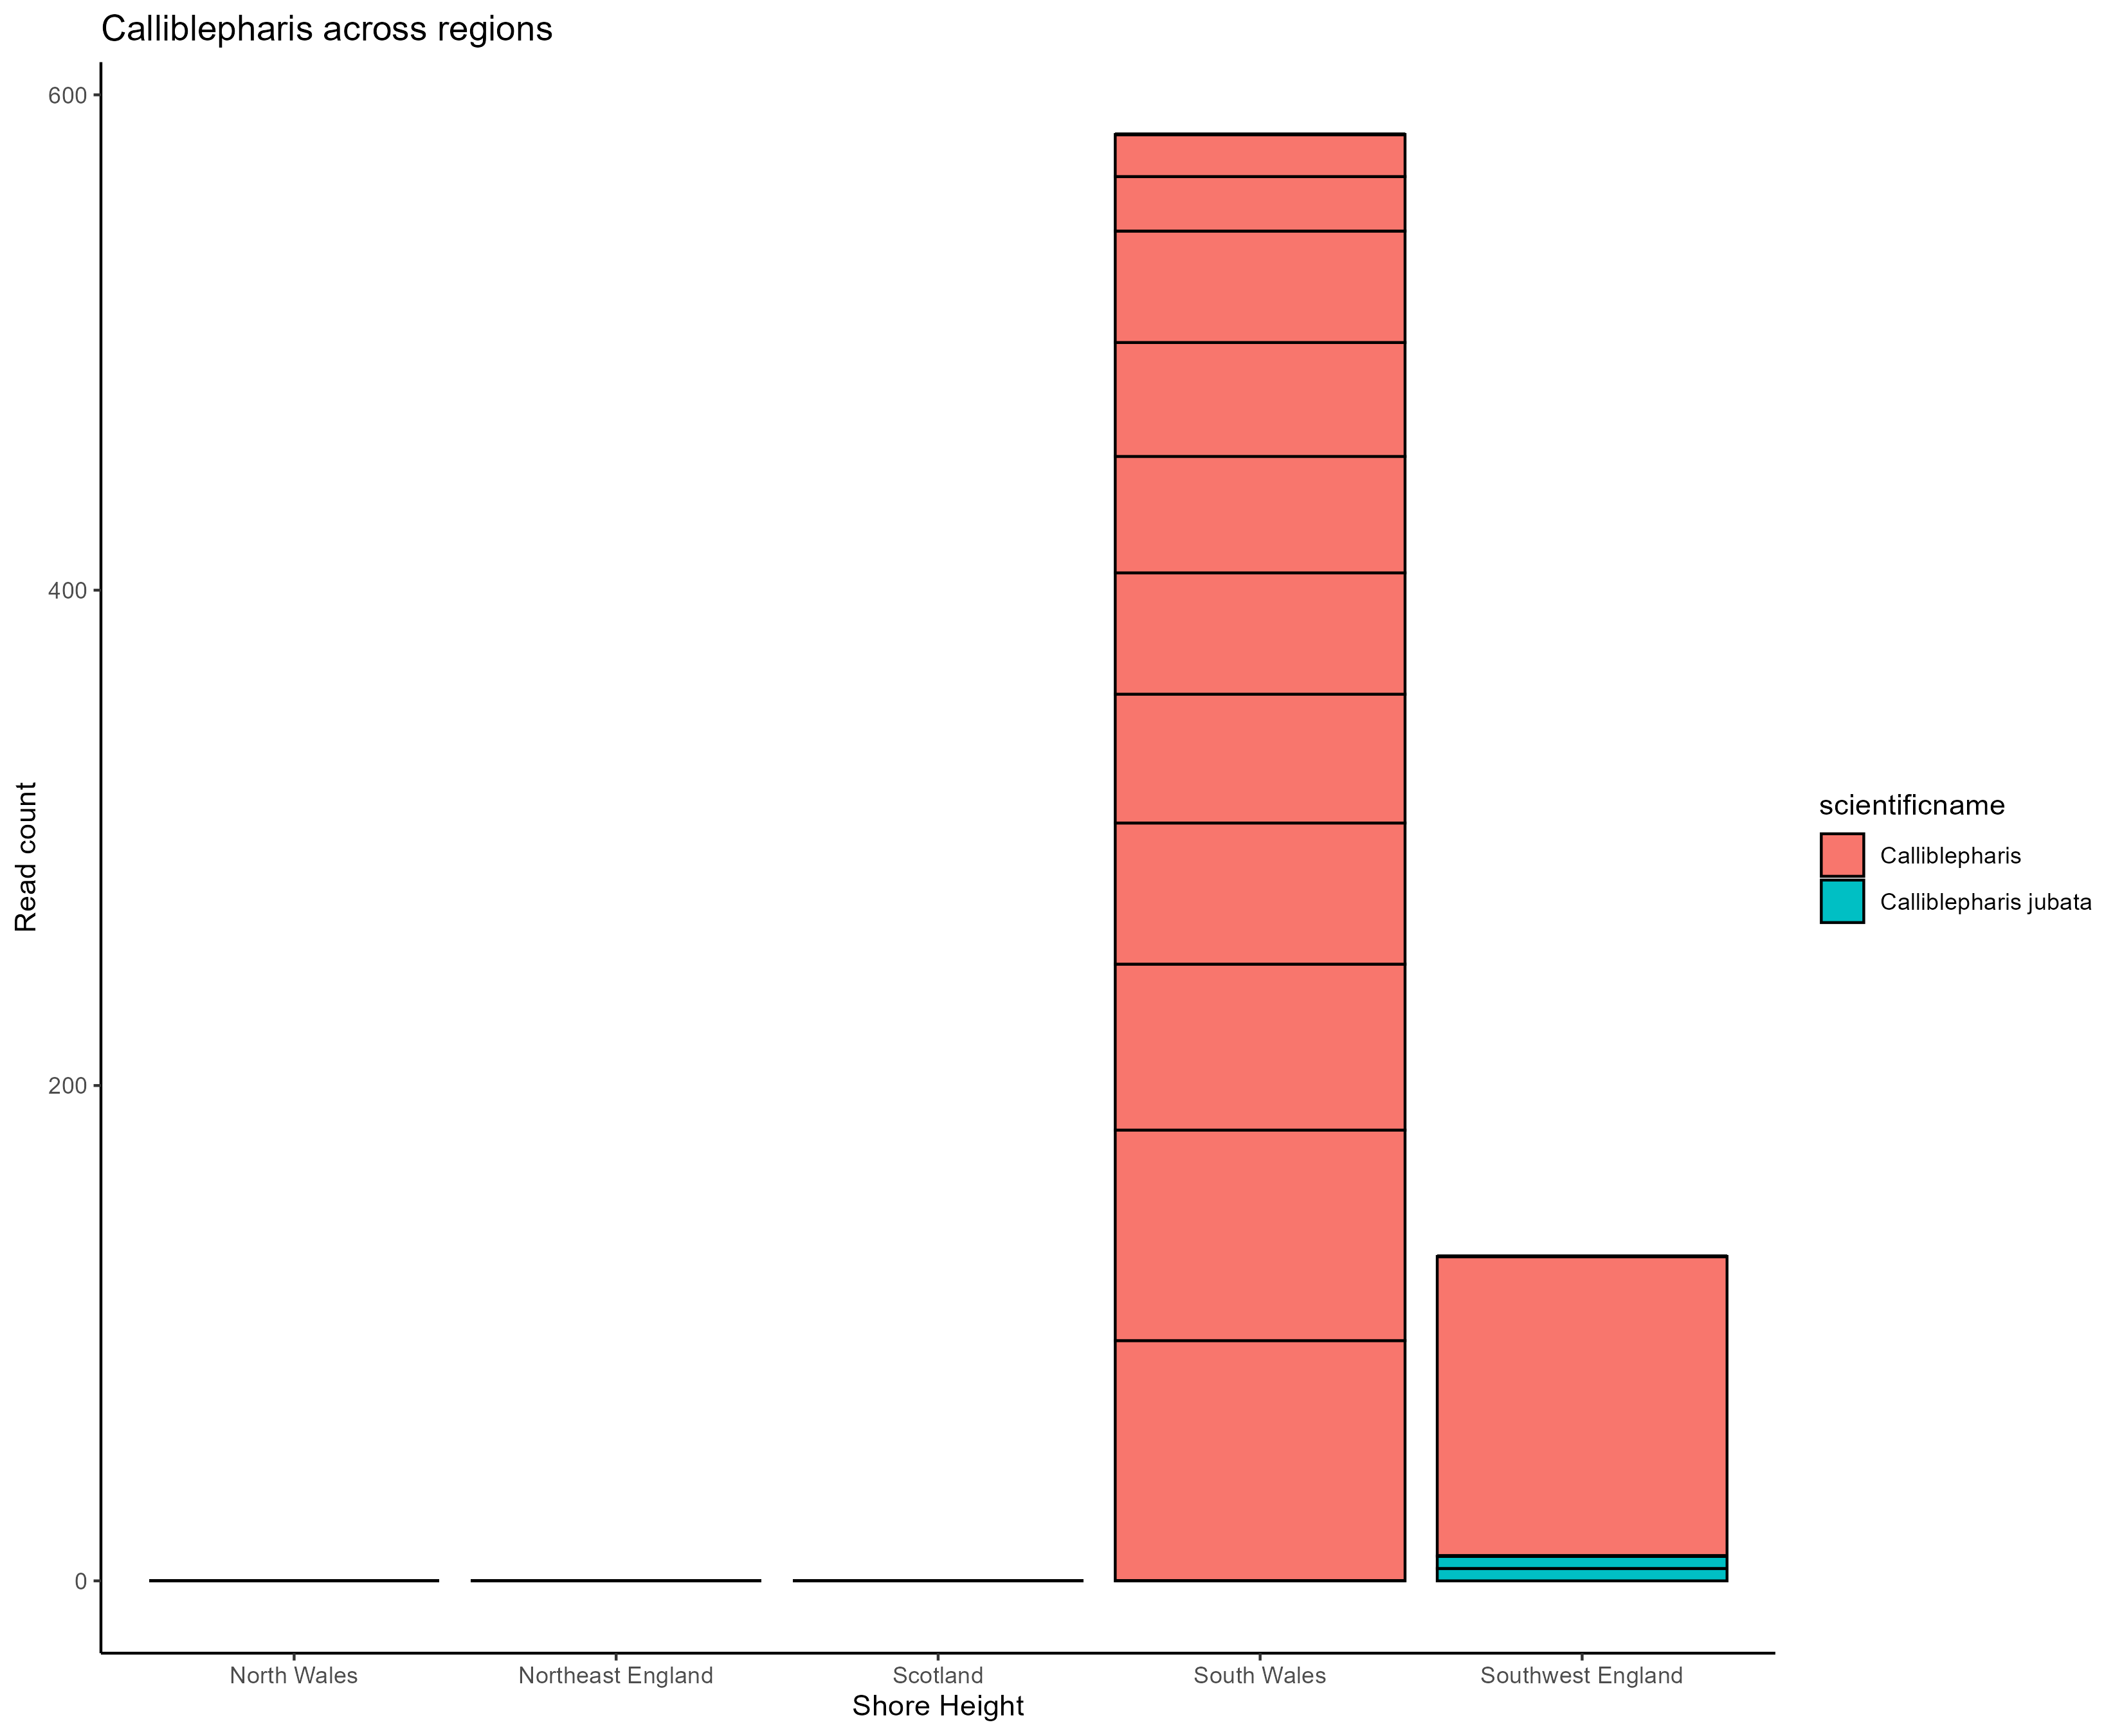 Calliblepharis across regions
600
400
200
0
Read count
North Wales
Northeast England
Scotland
South Wales
Southwest England
Shore Height
scientificname
Calliblepharis
Calliblepharis jubata